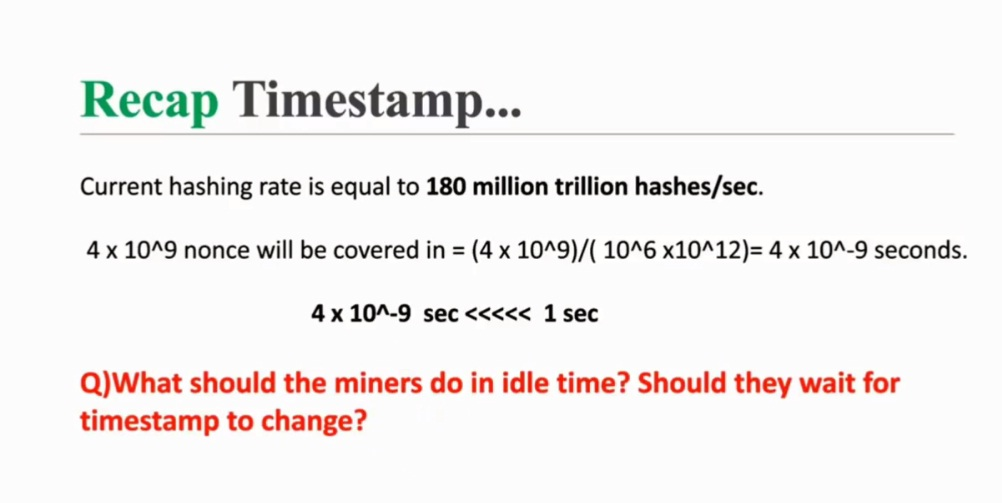 Recap Timestamp...
Current hashing rate is equal to 180 million trillion hashes/sec.
4 x 10^9 nonce will be covered in = (4 x 10^9)/( 10^6 x10^12)= 4 x 10^-9 seconds.
4 x 10^-9 sec <<<<< 1 sec
Q)What should the miners do in idle time? Should they wait for
timestamp to change?